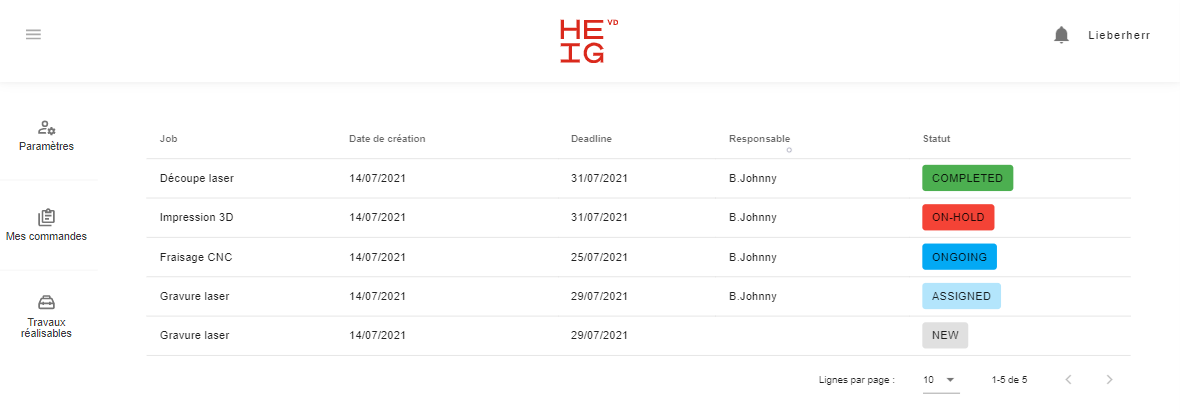 HE VD
IG
Lieberherr
Paramètres
Mes commandes
Travaux
réalisables
Job Date de création Deadline Responsable Statut
Découpe laser 14/07/2021 31/07/2021 B.Johnny COMPLETED
Impression 3D 14/07/2021 31/07/2021 B.Johnny ON-HOLD
Fraisage CNC 14/07/2021 25/07/2021 B.Johnny ONGOING
Gravure laser 14/07/2021 29/07/2021 B.Johnny ASSIGNED
Gravure laser 14/07/2021 29/07/2021 NEW
Lignes par page : 10 1-5 de 5